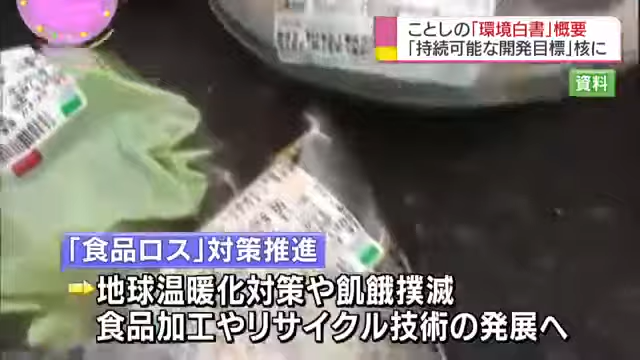 ことしの「環境白書」概要
「持続可能な開発目標」核に
資料
「食品ロス」対策推進
➡地球温暖化対策や飢餓撲滅
食品加工やリサイクル技術の発展へ